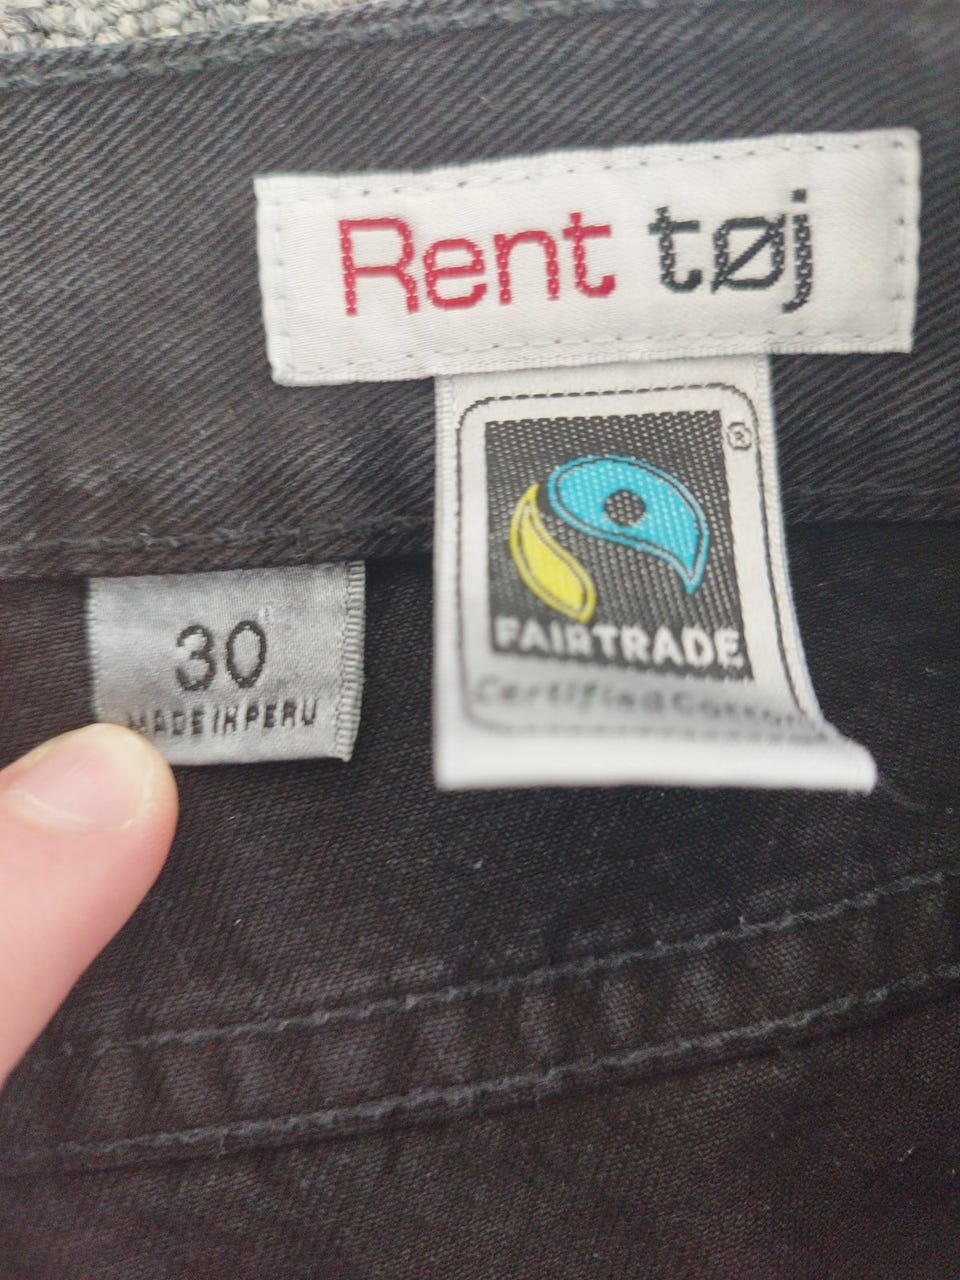 Rent tøj
®
FAIRTRADE
Certified Cotton
30
MADE IN PERU